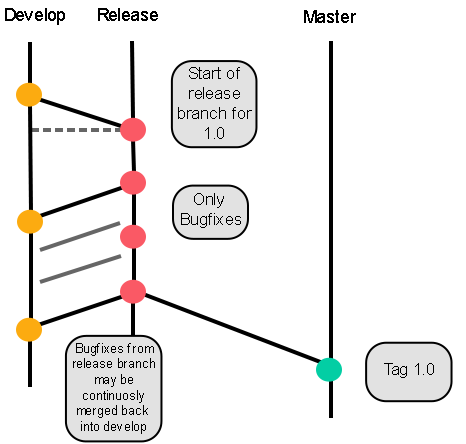 Develop
Release
Master
Start of
release
branch for
1.0
Only
Bugfixes
Bugfixes from
release branch
may be
continuosly
merged back
into develop
Tag 1.0